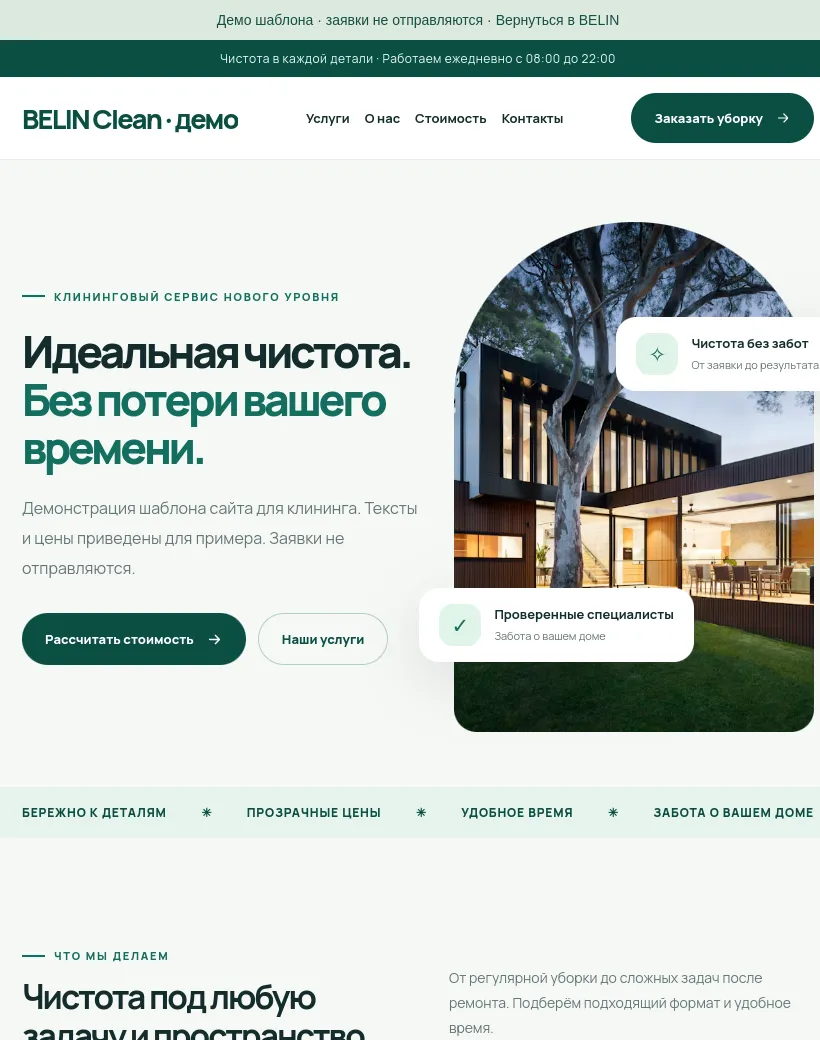 Демо шаблона · заявки не отправляются · Вернуться в BELIN
Чистота в каждой детали · Работаем ежедневно с 08:00 до 22:00
BELIN Clean · демо
Услуги О нас Стоимость Контакты
Заказать уборку →
КЛИНИНГОВЫЙ СЕРВИС НОВОГО УРОВНЯ
Идеальная чистота.
Без потери вашего
времени.
Демонстрация шаблона сайта для клининга. Тексты
и цены приведены для примера. Заявки не
отправляются.
Рассчитать стоимость →
Наши услуги
Чистота без забот
От заявки до результата
Проверенные специалисты
Забота о вашем доме
БЕРЕЖНО К ДЕТАЛЯМ ✳ ПРОЗРАЧНЫЕ ЦЕНЫ ✳ УДОБНОЕ ВРЕМЯ ✳ ЗАБОТА О ВАШЕМ ДОМЕ
ЧТО МЫ ДЕЛАЕМ
Чистота под любую
задачу и пространство
От регулярной уборки до сложных задач после
ремонта. Подберём подходящий формат и удобное
время.